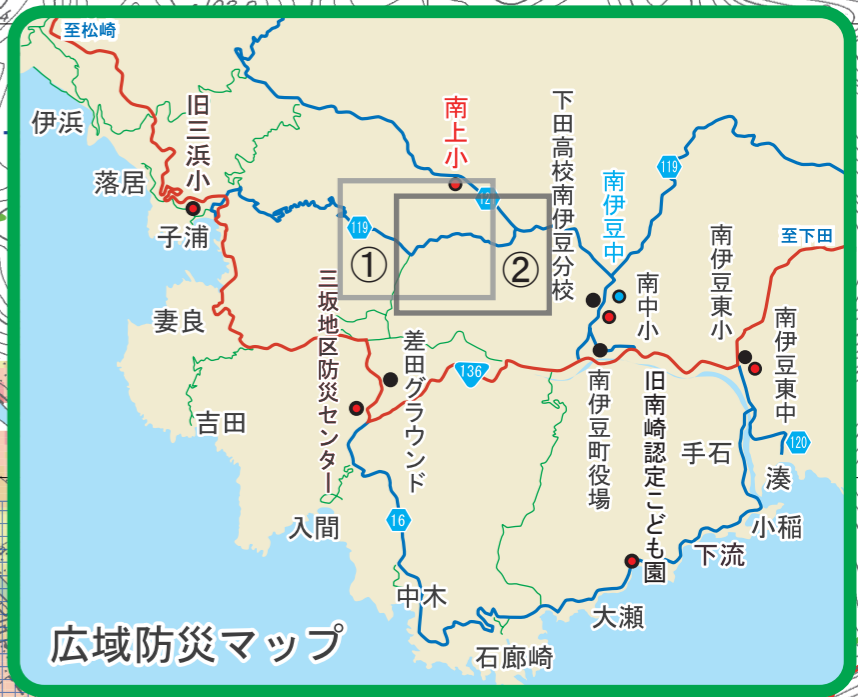 至松崎
伊浜
旧三浜小
落居
子浦
妻良
吉田
南上小
121
119
①
②
下田高校南伊豆分校
南伊豆中
119
南伊豆東小
至下田
南中小
南伊豆東中
三坂地区防災センター
差田グラウンド
136
南伊豆町役場
旧南崎認定こども園
手石
120
湊
小稲
下流
入間
16
中木
大瀬
石廊崎
広域防災マップ